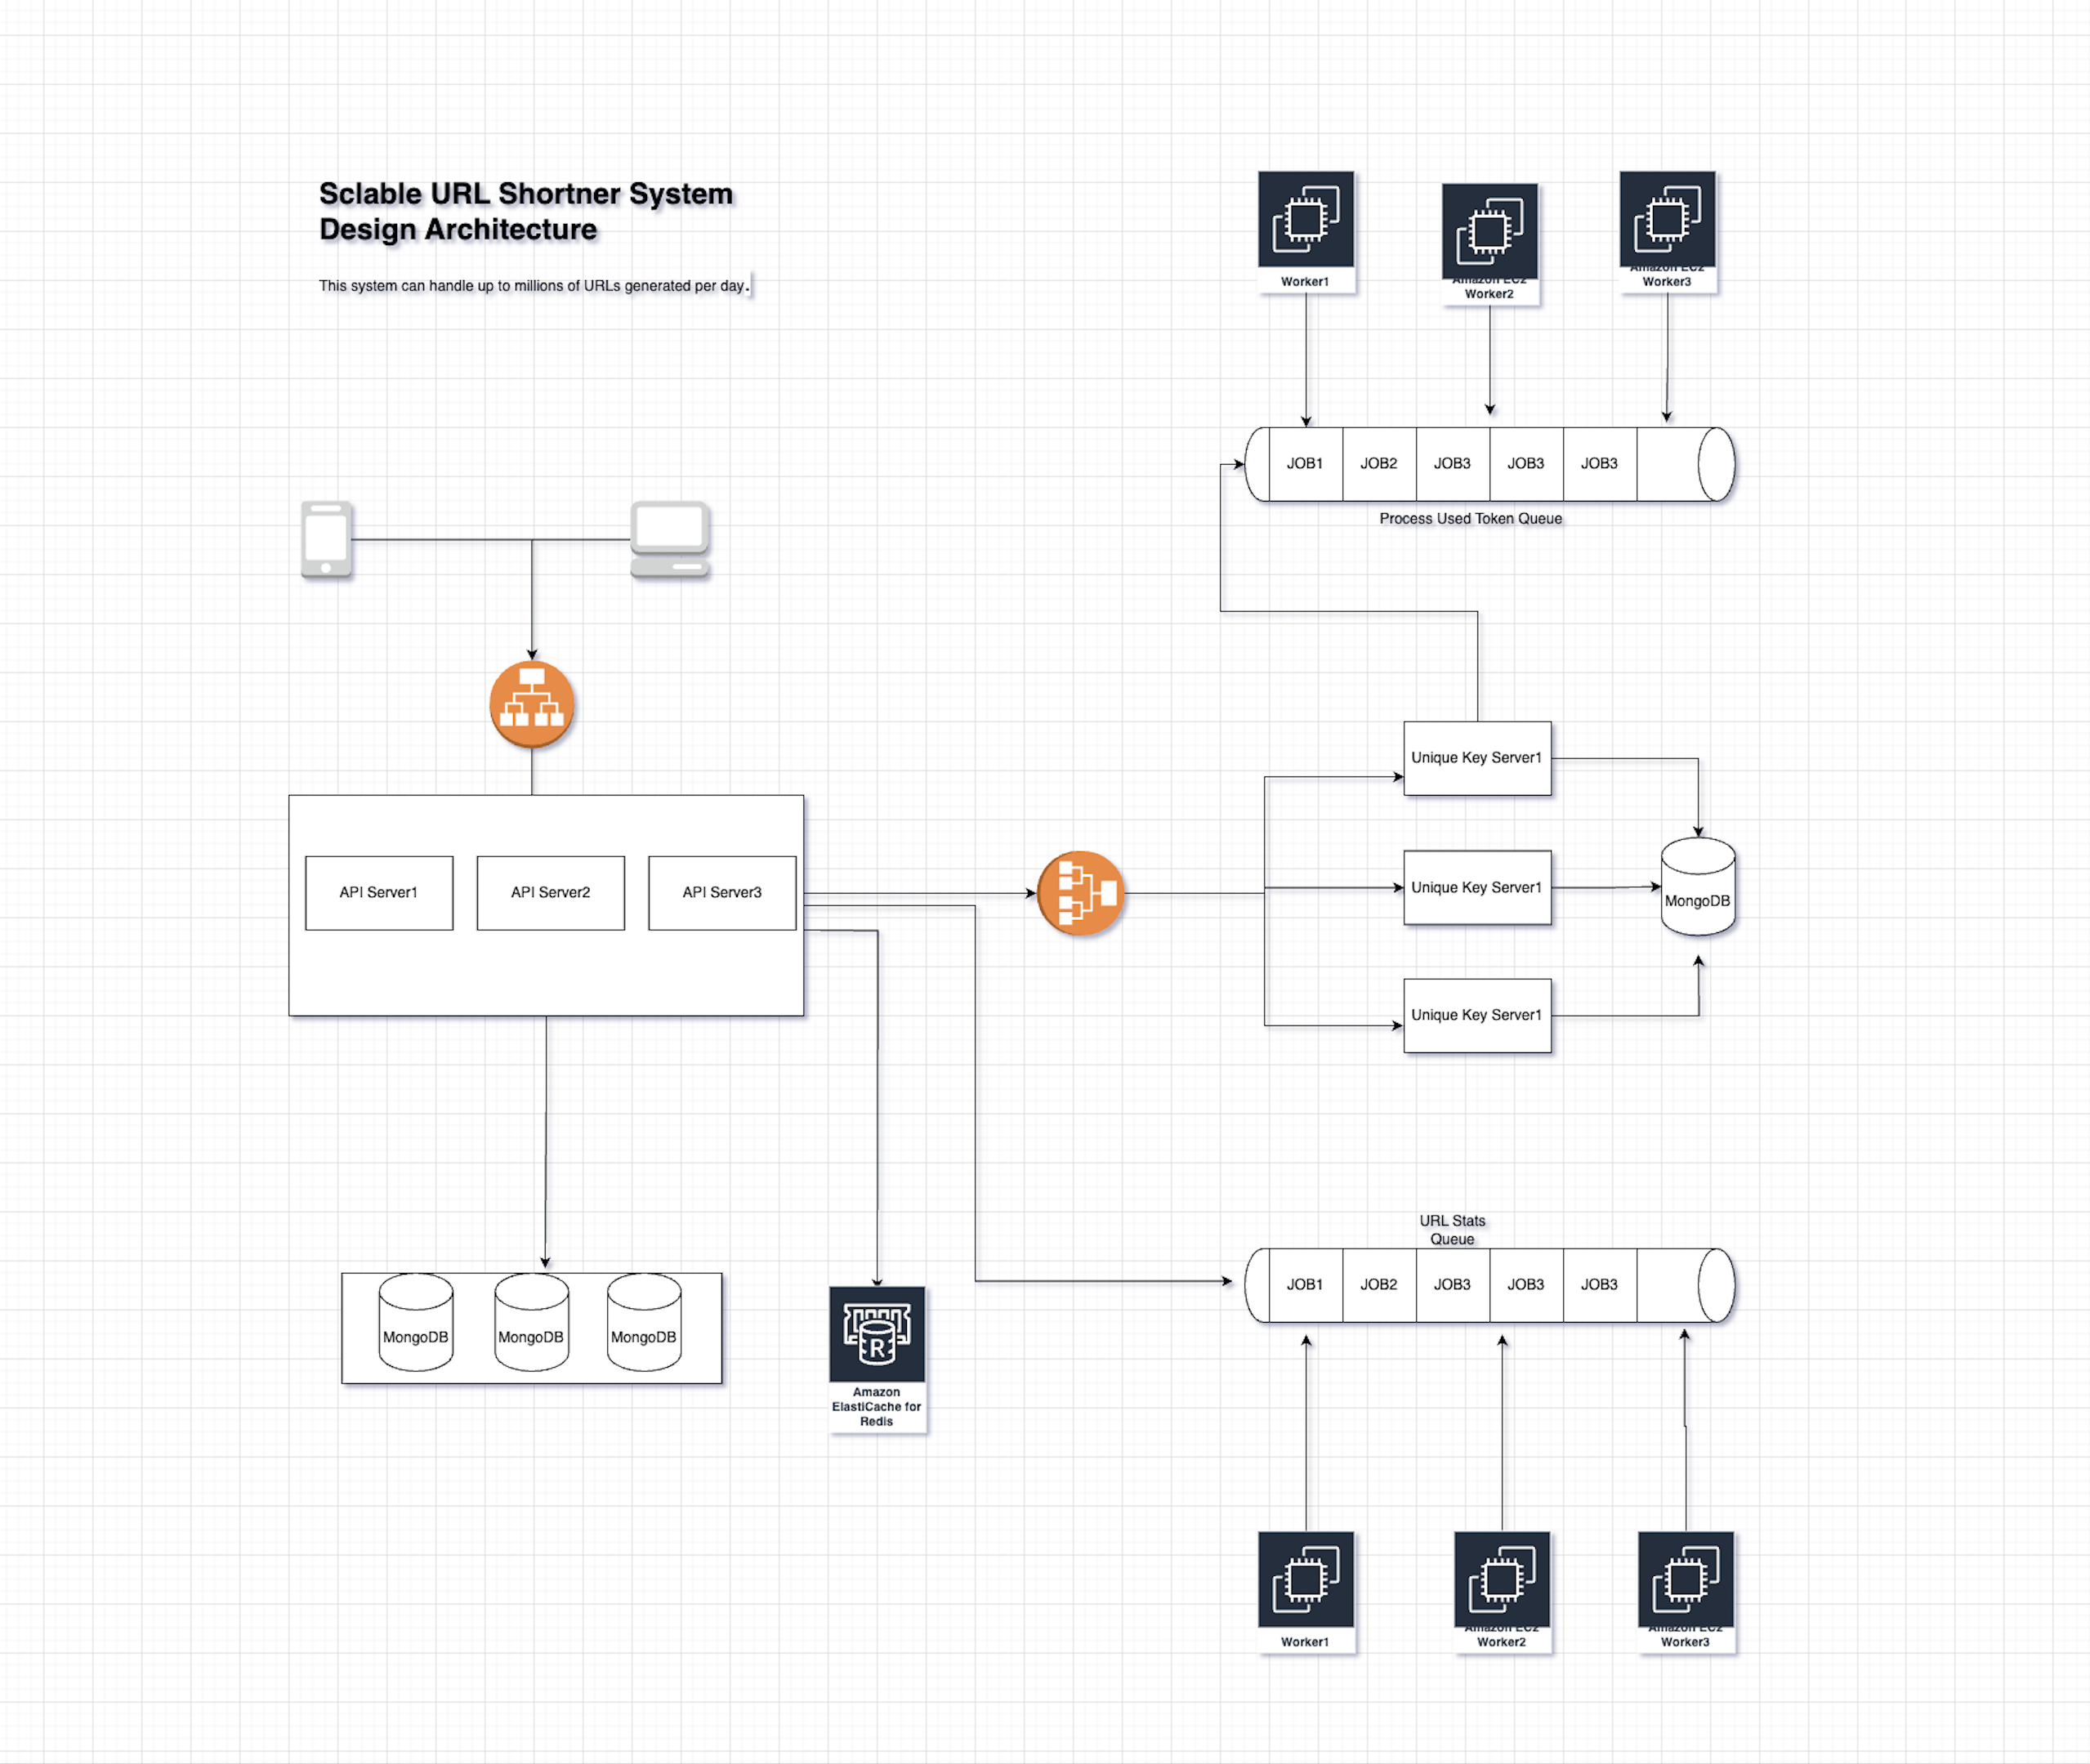 Sclable URL Shortner System
Design Architecture
This system can handle up to millions of URLs generated per day.
Worker1
Amazon EC2
Worker2
Amazon EC2
Worker3
JOB1
JOB2
JOB3
JOB3
JOB3
Process Used Token Queue
Unique Key Server1
API Server1
API Server2
API Server3
Unique Key Server1
MongoDB
Unique Key Server1
URL Stats
Queue
JOB1
JOB2
JOB3
JOB3
JOB3
MongoDB
MongoDB
MongoDB
R
Amazon
ElastiCache for
Redis
Worker1
Amazon EC2
Worker2
Amazon EC2
Worker3